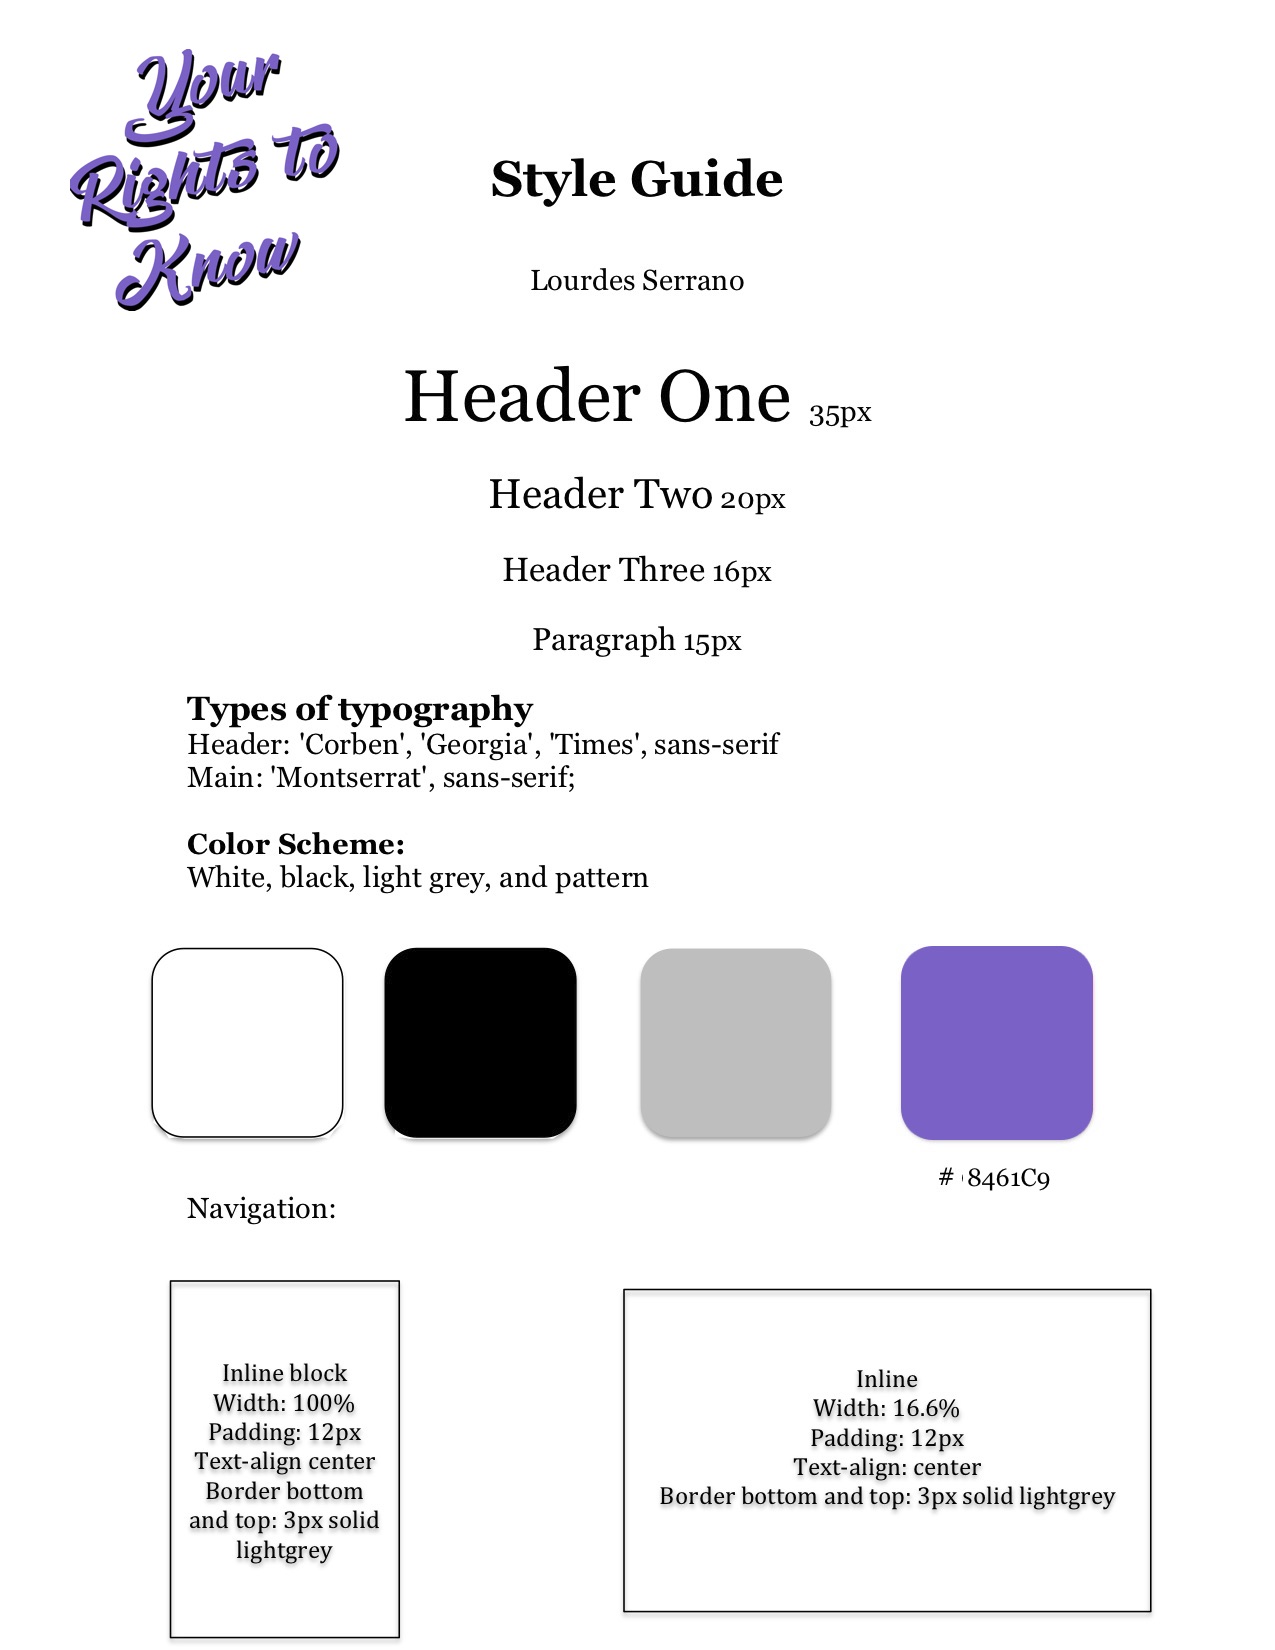 Your
Rights to
Know
Style Guide
Lourdes Serrano
Header One 35px
Header Two 20px
Header Three 16px
Paragraph 15px
Types of typography
Header: 'Corben', 'Georgia', 'Times', sans-serif
Main: 'Montserrat', sans-serif;
Color Scheme:
White, black, light grey, and pattern
# 8461C9
Navigation:
Inline block
Width: 100%
Padding: 12px
Text-align center
Border bottom
and top: 3px solid
lightgrey
Inline
Width: 16.6%
Padding: 12px
Text-align: center
Border bottom and top: 3px solid lightgrey